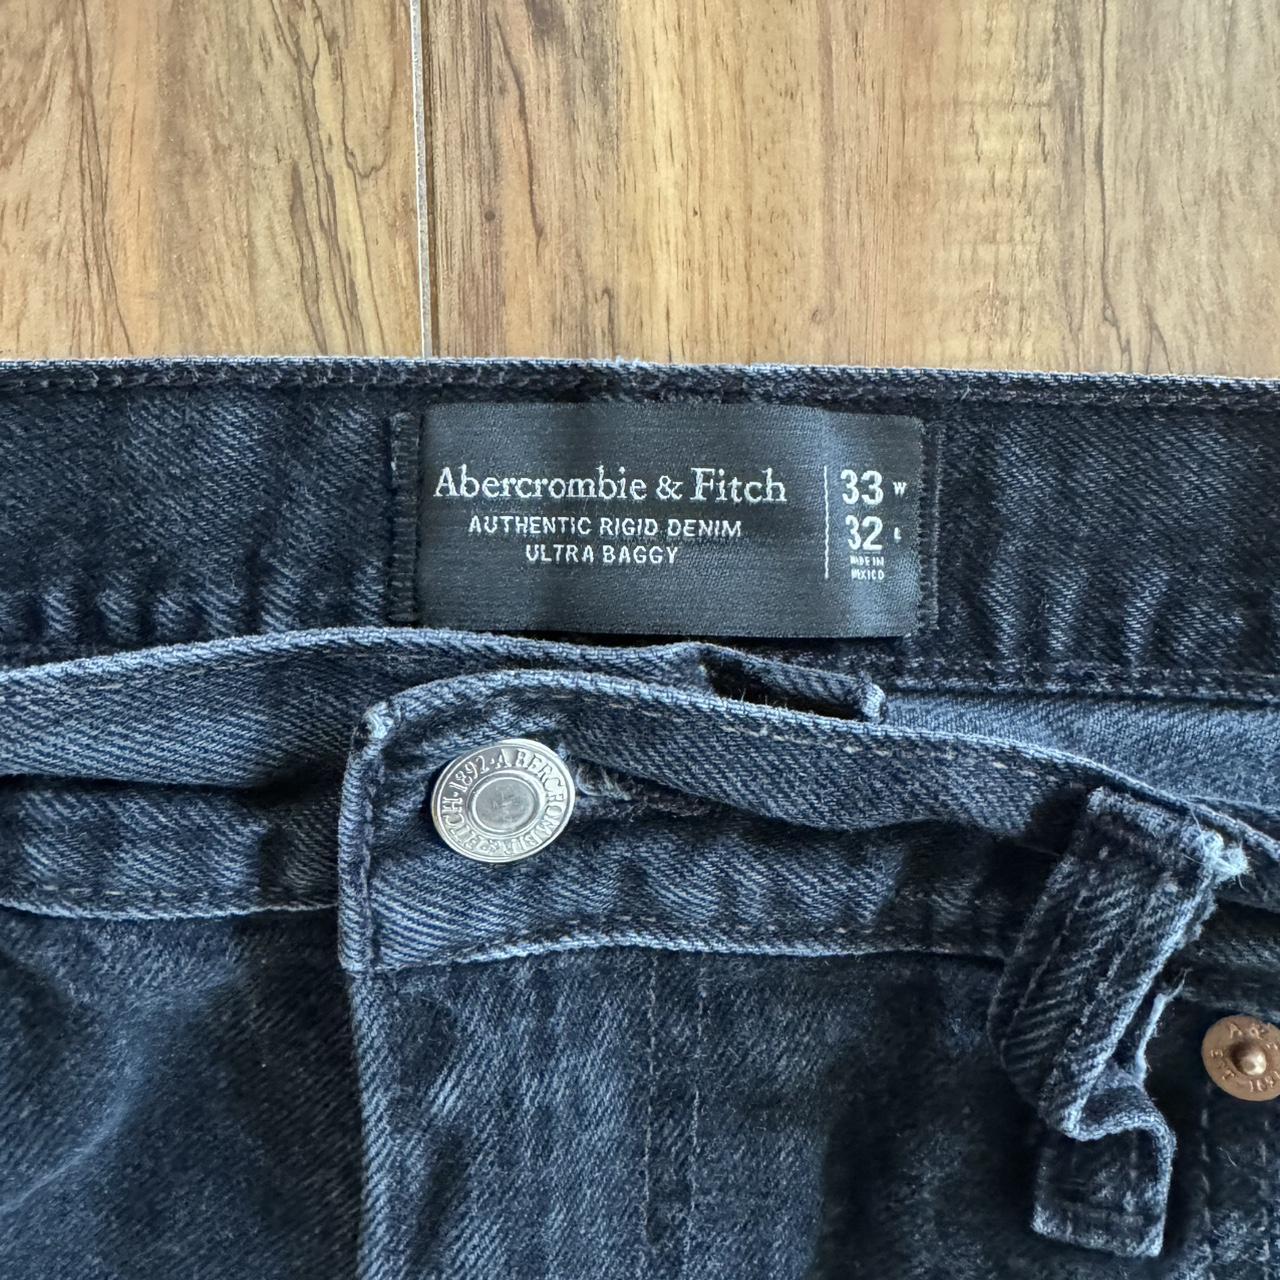 Abercrombie & Fitch
AUTHENTIC RIGID DENIM
ULTRA BAGGY
33 W
32 L
MADE IN
MEXICO
ABERCROMBIE & FITCH · 1892 ·